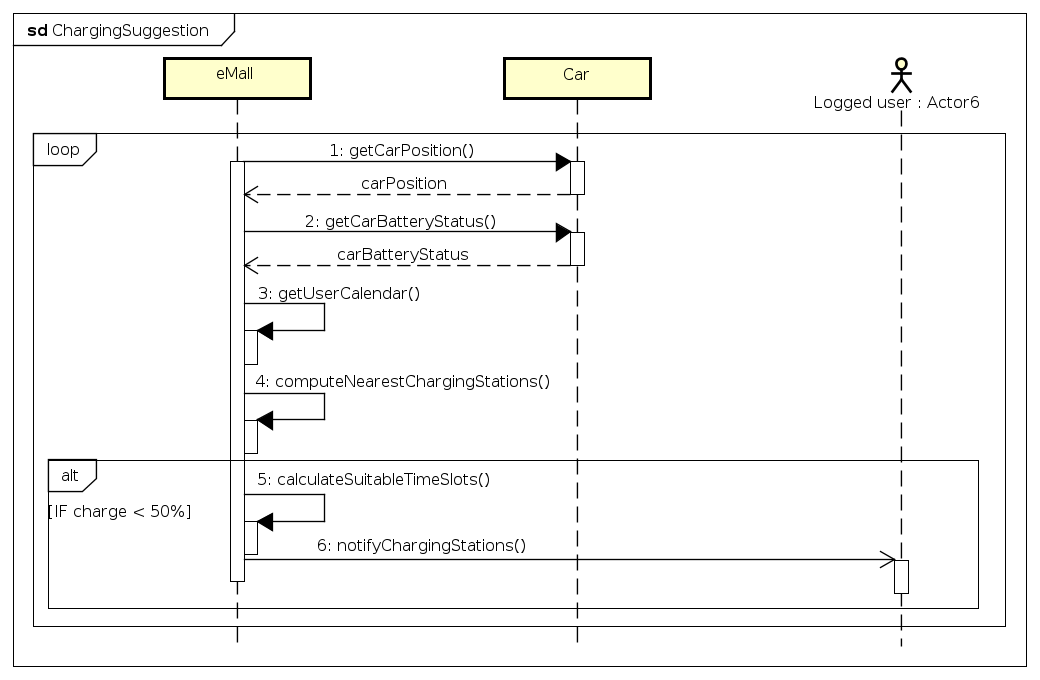 sd ChargingSuggestion
eMall
Car
Logged user : Actor6
loop
1: getCarPosition()
carPosition
2: getCarBatteryStatus()
carBatteryStatus
3: getUserCalendar()
4: computeNearestChargingStations()
alt
5: calculateSuitableTimeSlots()
[IF charge < 50%]
6: notifyChargingStations()